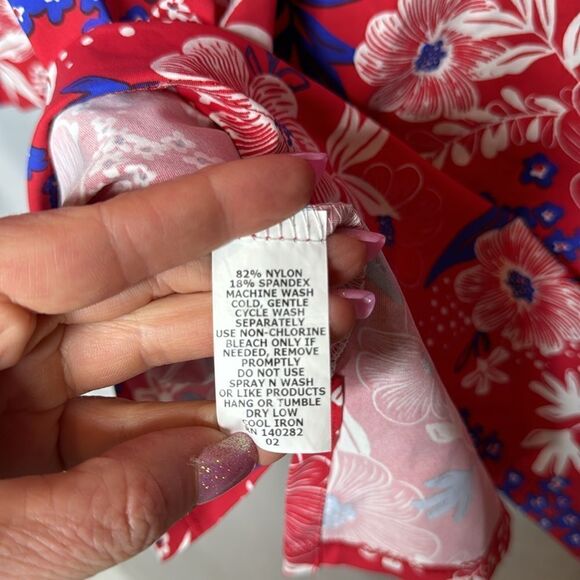 82% NYLON
18% SPANDEX
MACHINE WASH
COLD, GENTLE
CYCLE WASH
SEPARATELY
USE NON-CHLORINE
BLEACH ONLY IF
NEEDED, REMOVE
PROMPTLY
DO NOT USE
SPRAY N WASH
OR LIKE PRODUCTS
HANG OR TUMBLE
DRY LOW
COOL IRON
RN 140282
02